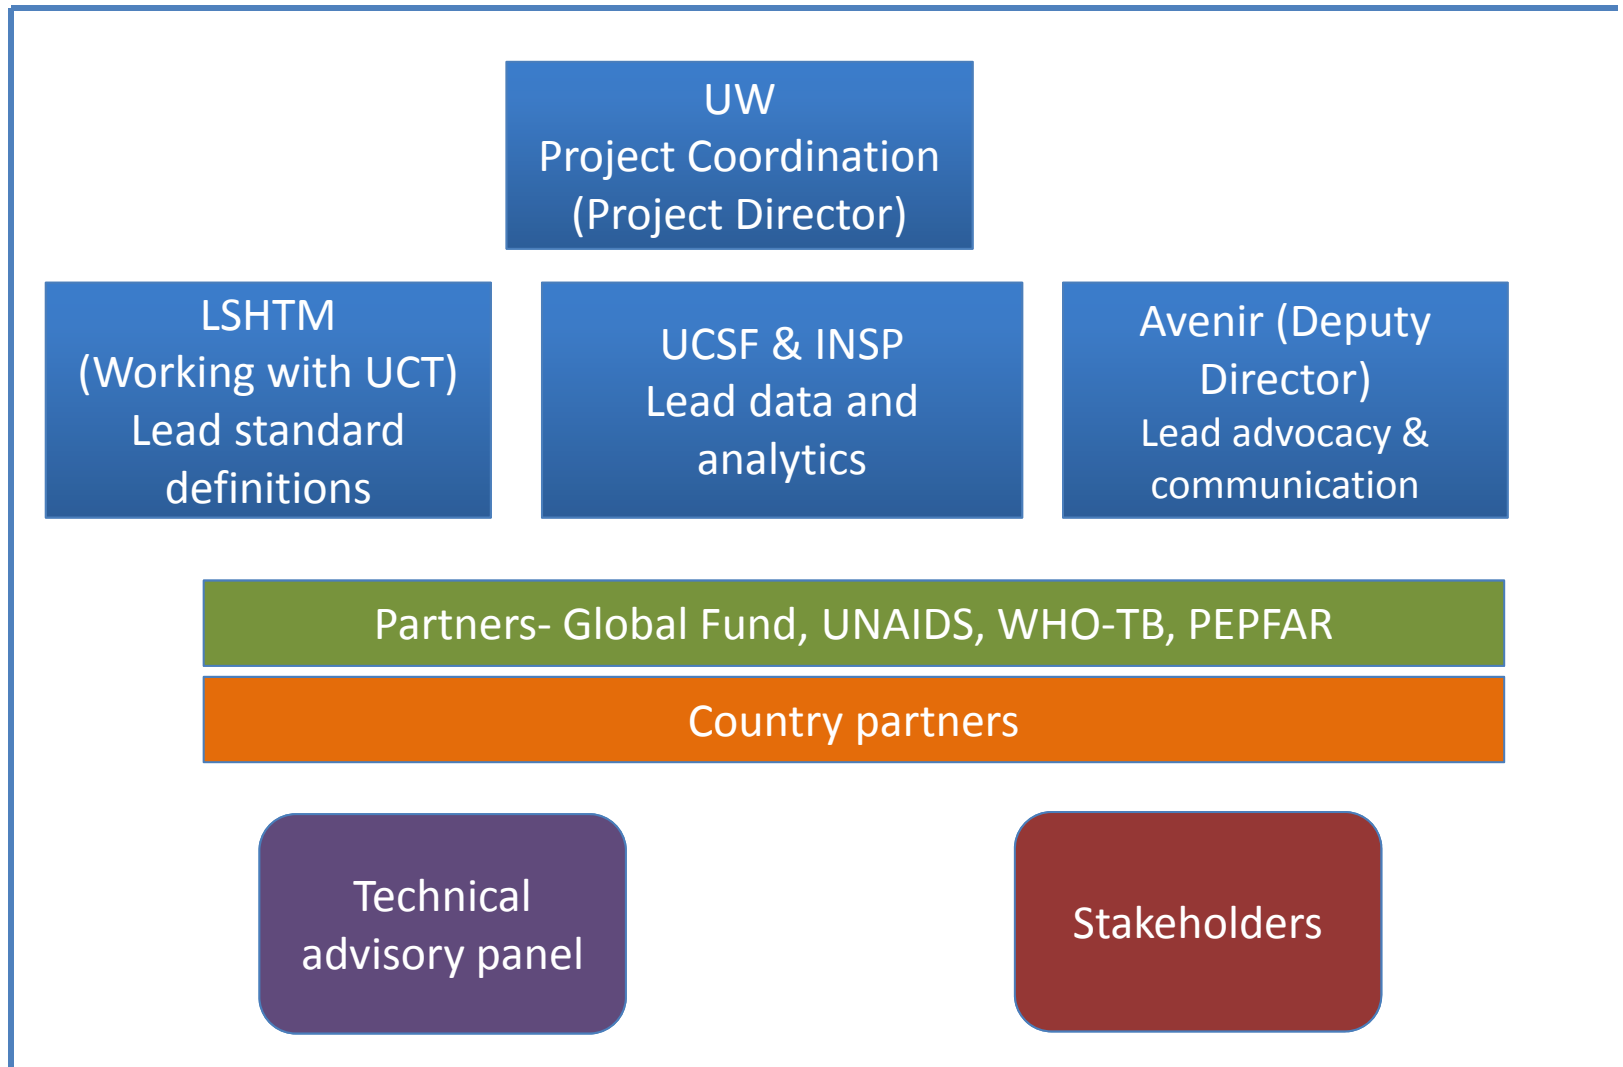 UW
Project Coordination
(Project Director)
LSHTM
(Working with UCT)
Lead standard
definitions
UCSF & INSP
Lead data and
analytics
Avenir (Deputy
Director)
Lead advocacy &
communication
Partners- Global Fund, UNAIDS, WHO-TB, PEPFAR
Country partners
Technical
advisory panel
Stakeholders